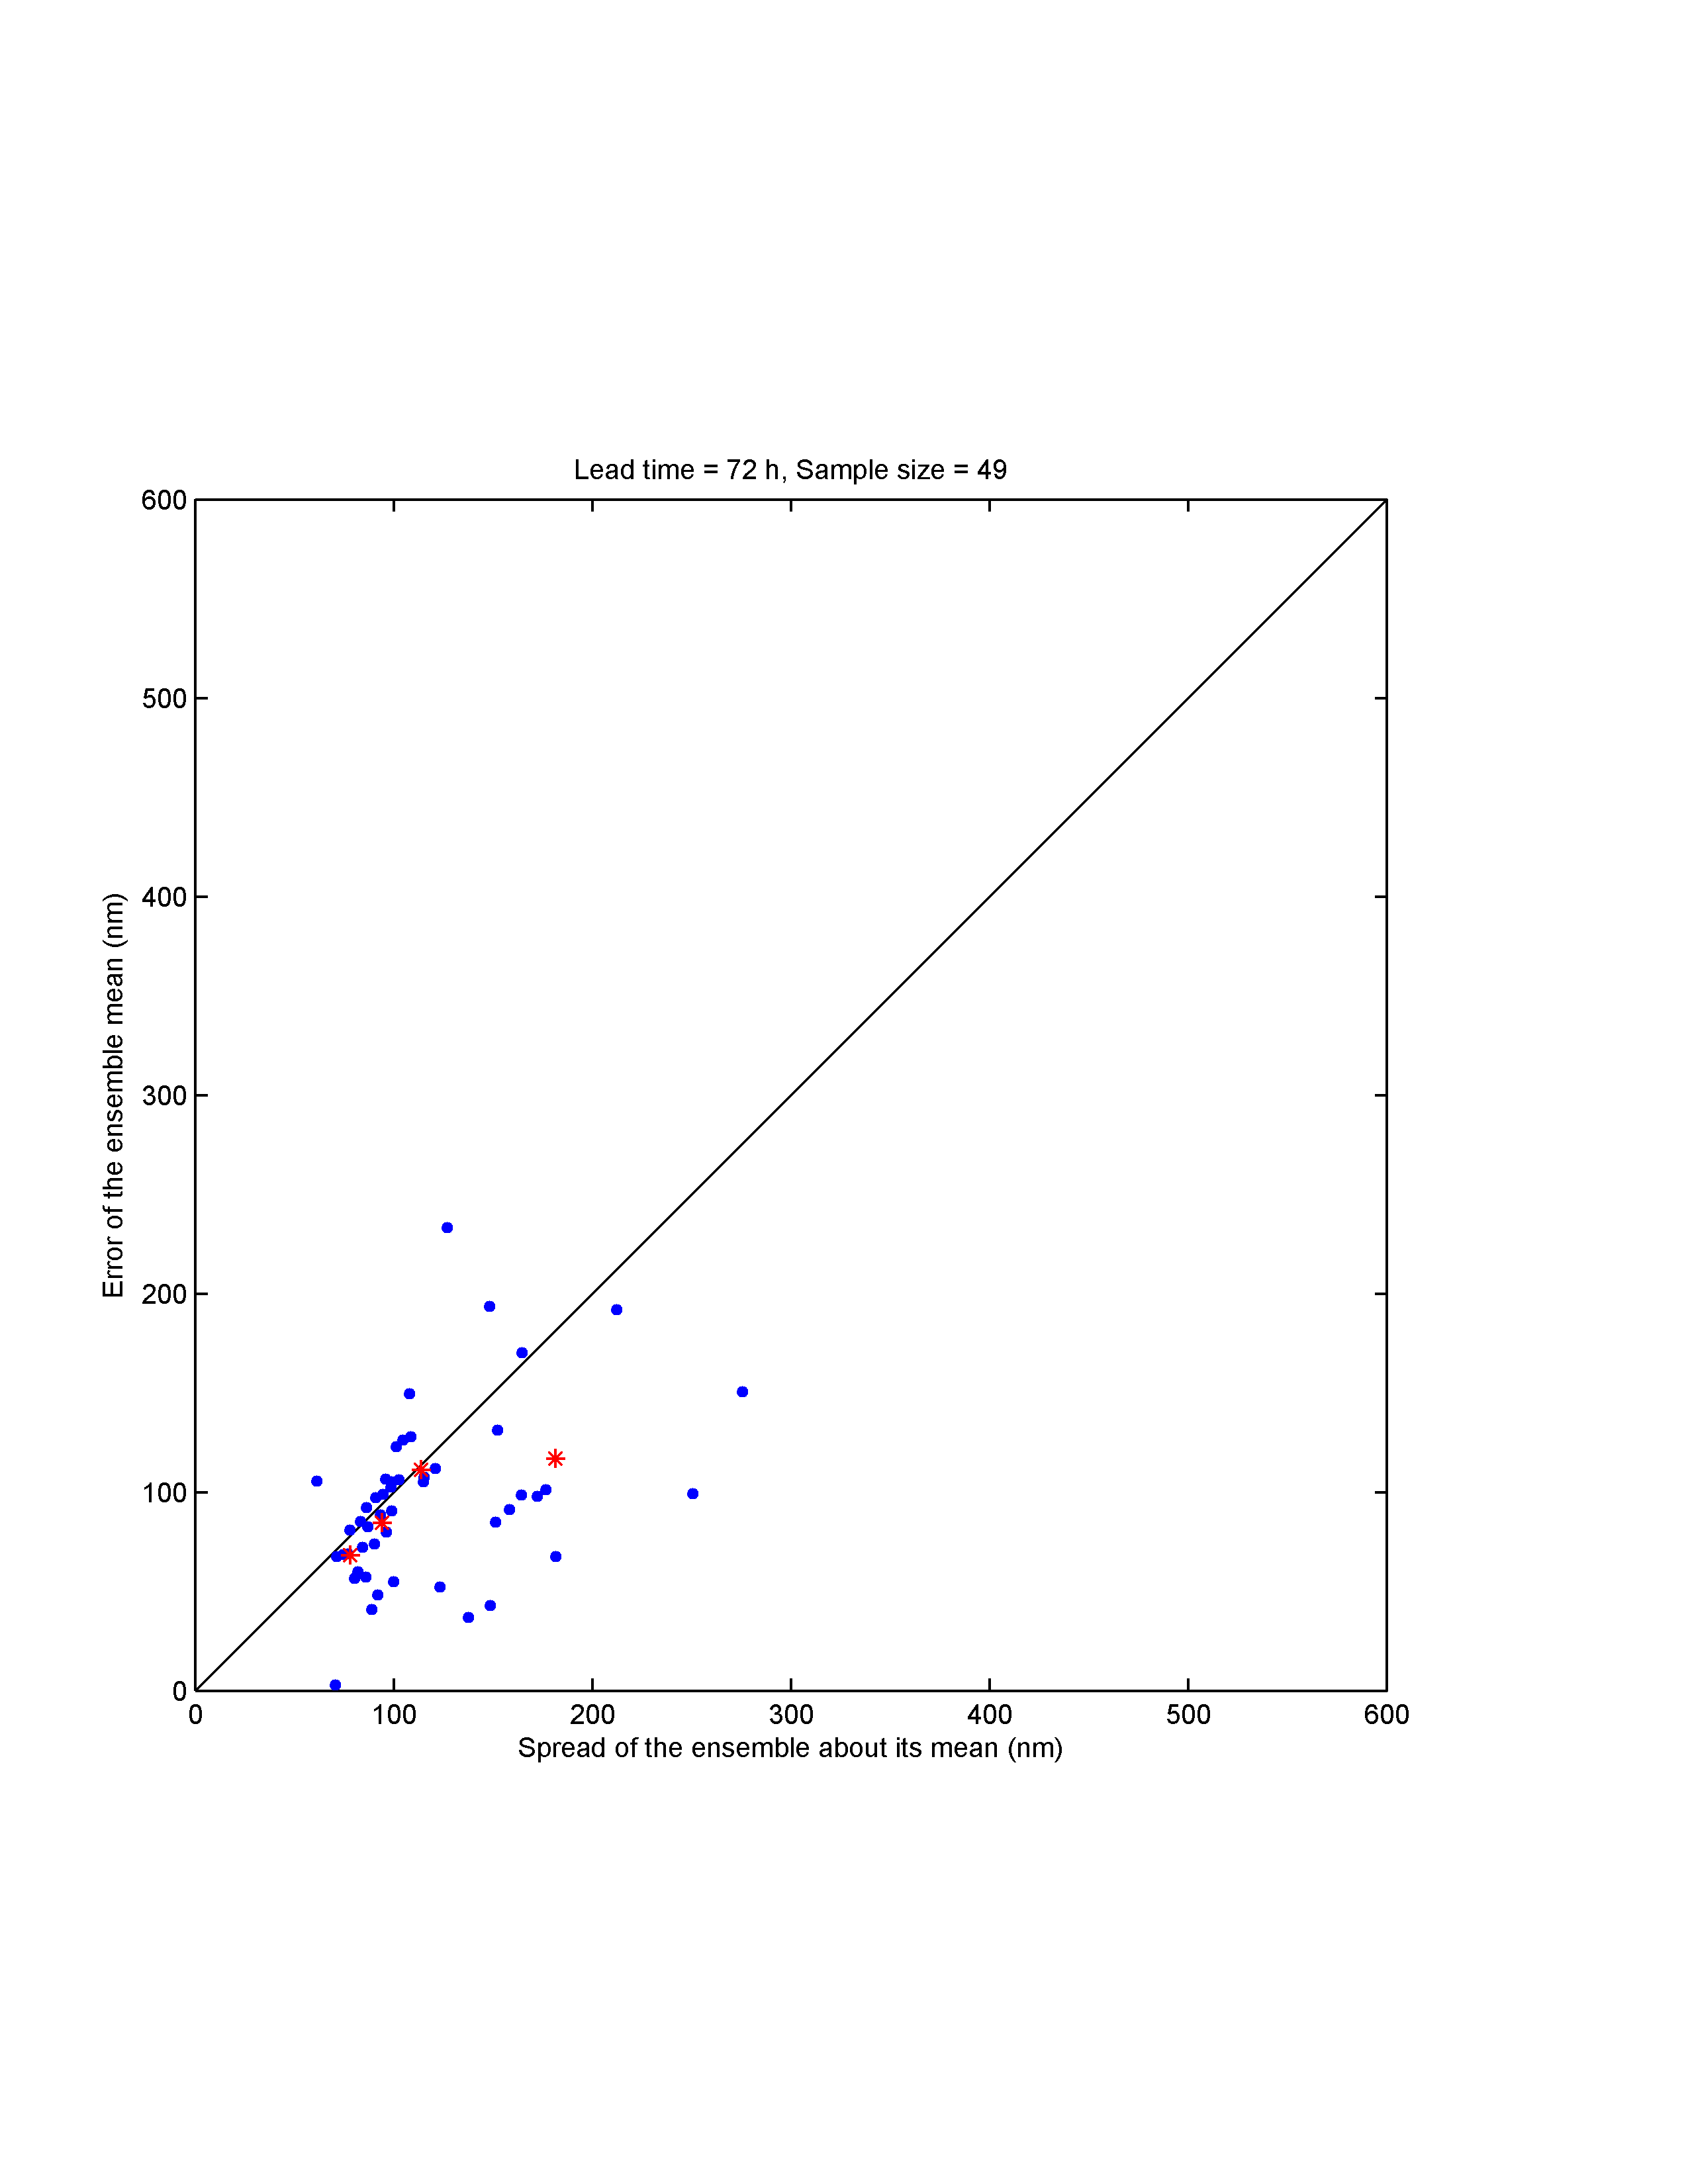 Lead time = 72 h, Sample size = 49
600
500
400
300
200
100
0
Error of the ensemble mean (nm)
0 100 200 300 400 500 600
Spread of the ensemble about its mean (nm)